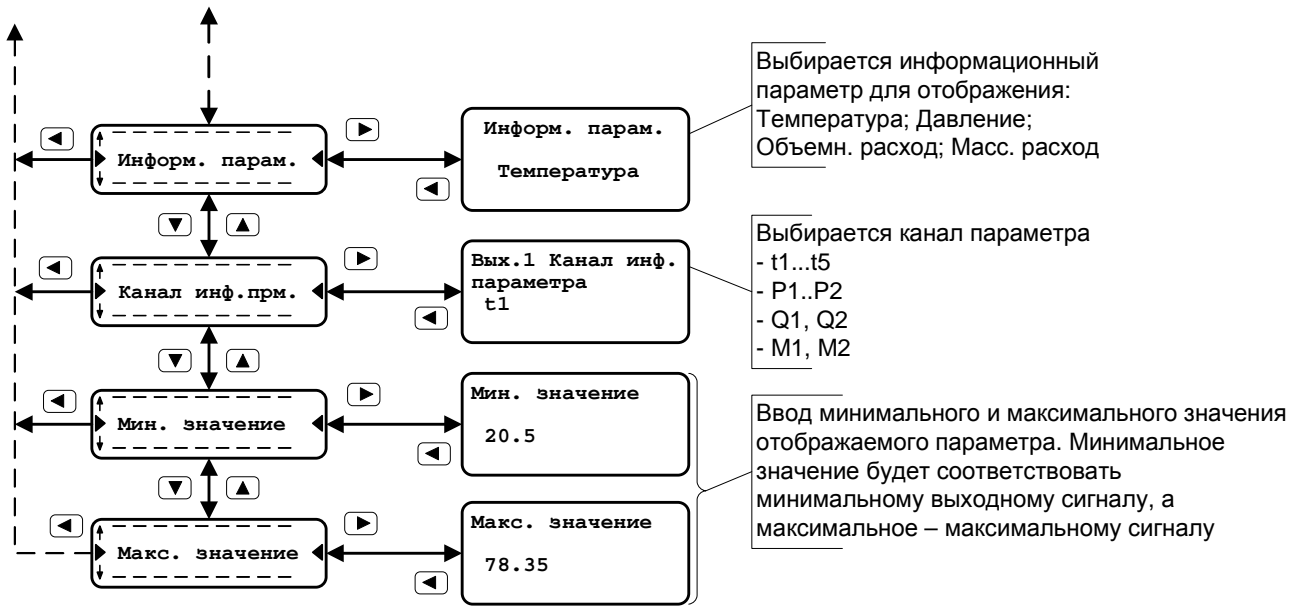 Информ. парам.
Информ. парам.
Температура
Выбирается информационный
параметр для отображения:
Температура; Давление;
Объемн. расход; Масс. расход
Канал инф.прм.
Вых.1 Канал инф.
параметра
t1
Выбирается канал параметра
- t1...t5
- P1..P2
- Q1, Q2
- M1, M2
Мин. значение
Мин. значение
20.5
Макс. значение
Макс. значение
78.35
Ввод минимального и максимального значения
отображаемого параметра. Минимальное
значение будет соответствовать
минимальному выходному сигналу, а
максимальное – максимальному сигналу